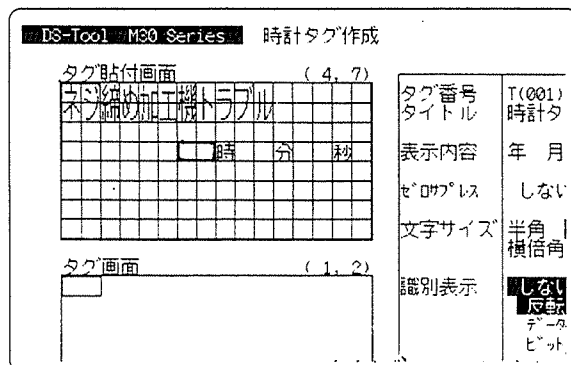 DS-Tool M30 Series 時計タグ作成
タグ貼付画面 ( 4, 7)
ネジ締め加工機トラブル
時 分 秒
タグ画面 ( 1, 2)
タグ番号 T(001)
タイトル 時計タ
表示内容 年 月
ゼロサプレス しない
文字サイズ 半角
横倍角
識別表示 しない
反転
データ
ビット